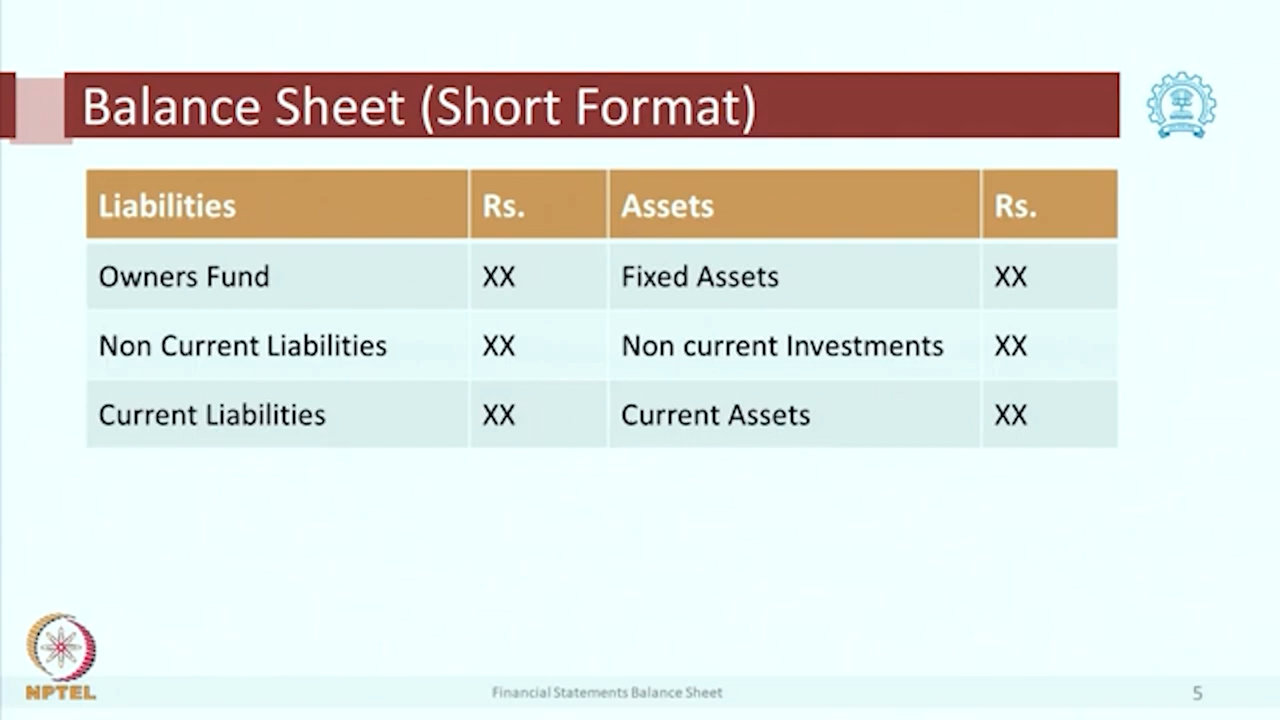 Balance Sheet (Short Format)
Liabilities Rs. Assets Rs.
Owners Fund XX Fixed Assets XX
Non Current Liabilities XX Non current Investments XX
Current Liabilities XX Current Assets XX
NPTEL
Financial Statements Balance Sheet 5